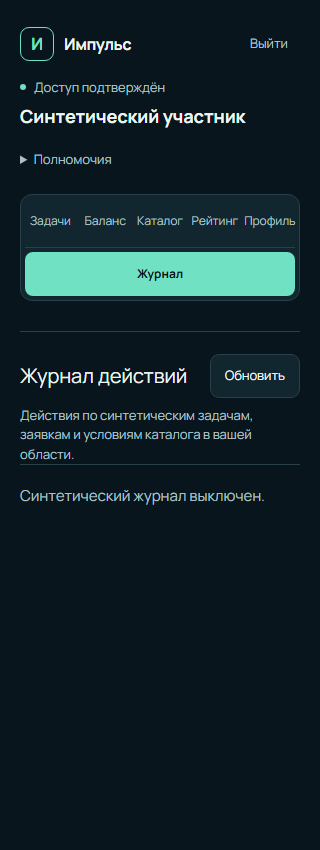 И Импульс Выйти
Доступ подтверждён
Синтетический участник
Полномочия
Задачи Баланс Каталог Рейтинг Профиль
Журнал
Журнал действий Обновить
Действия по синтетическим задачам,
заявкам и условиям каталога в вашей
области.
Синтетический журнал выключен.